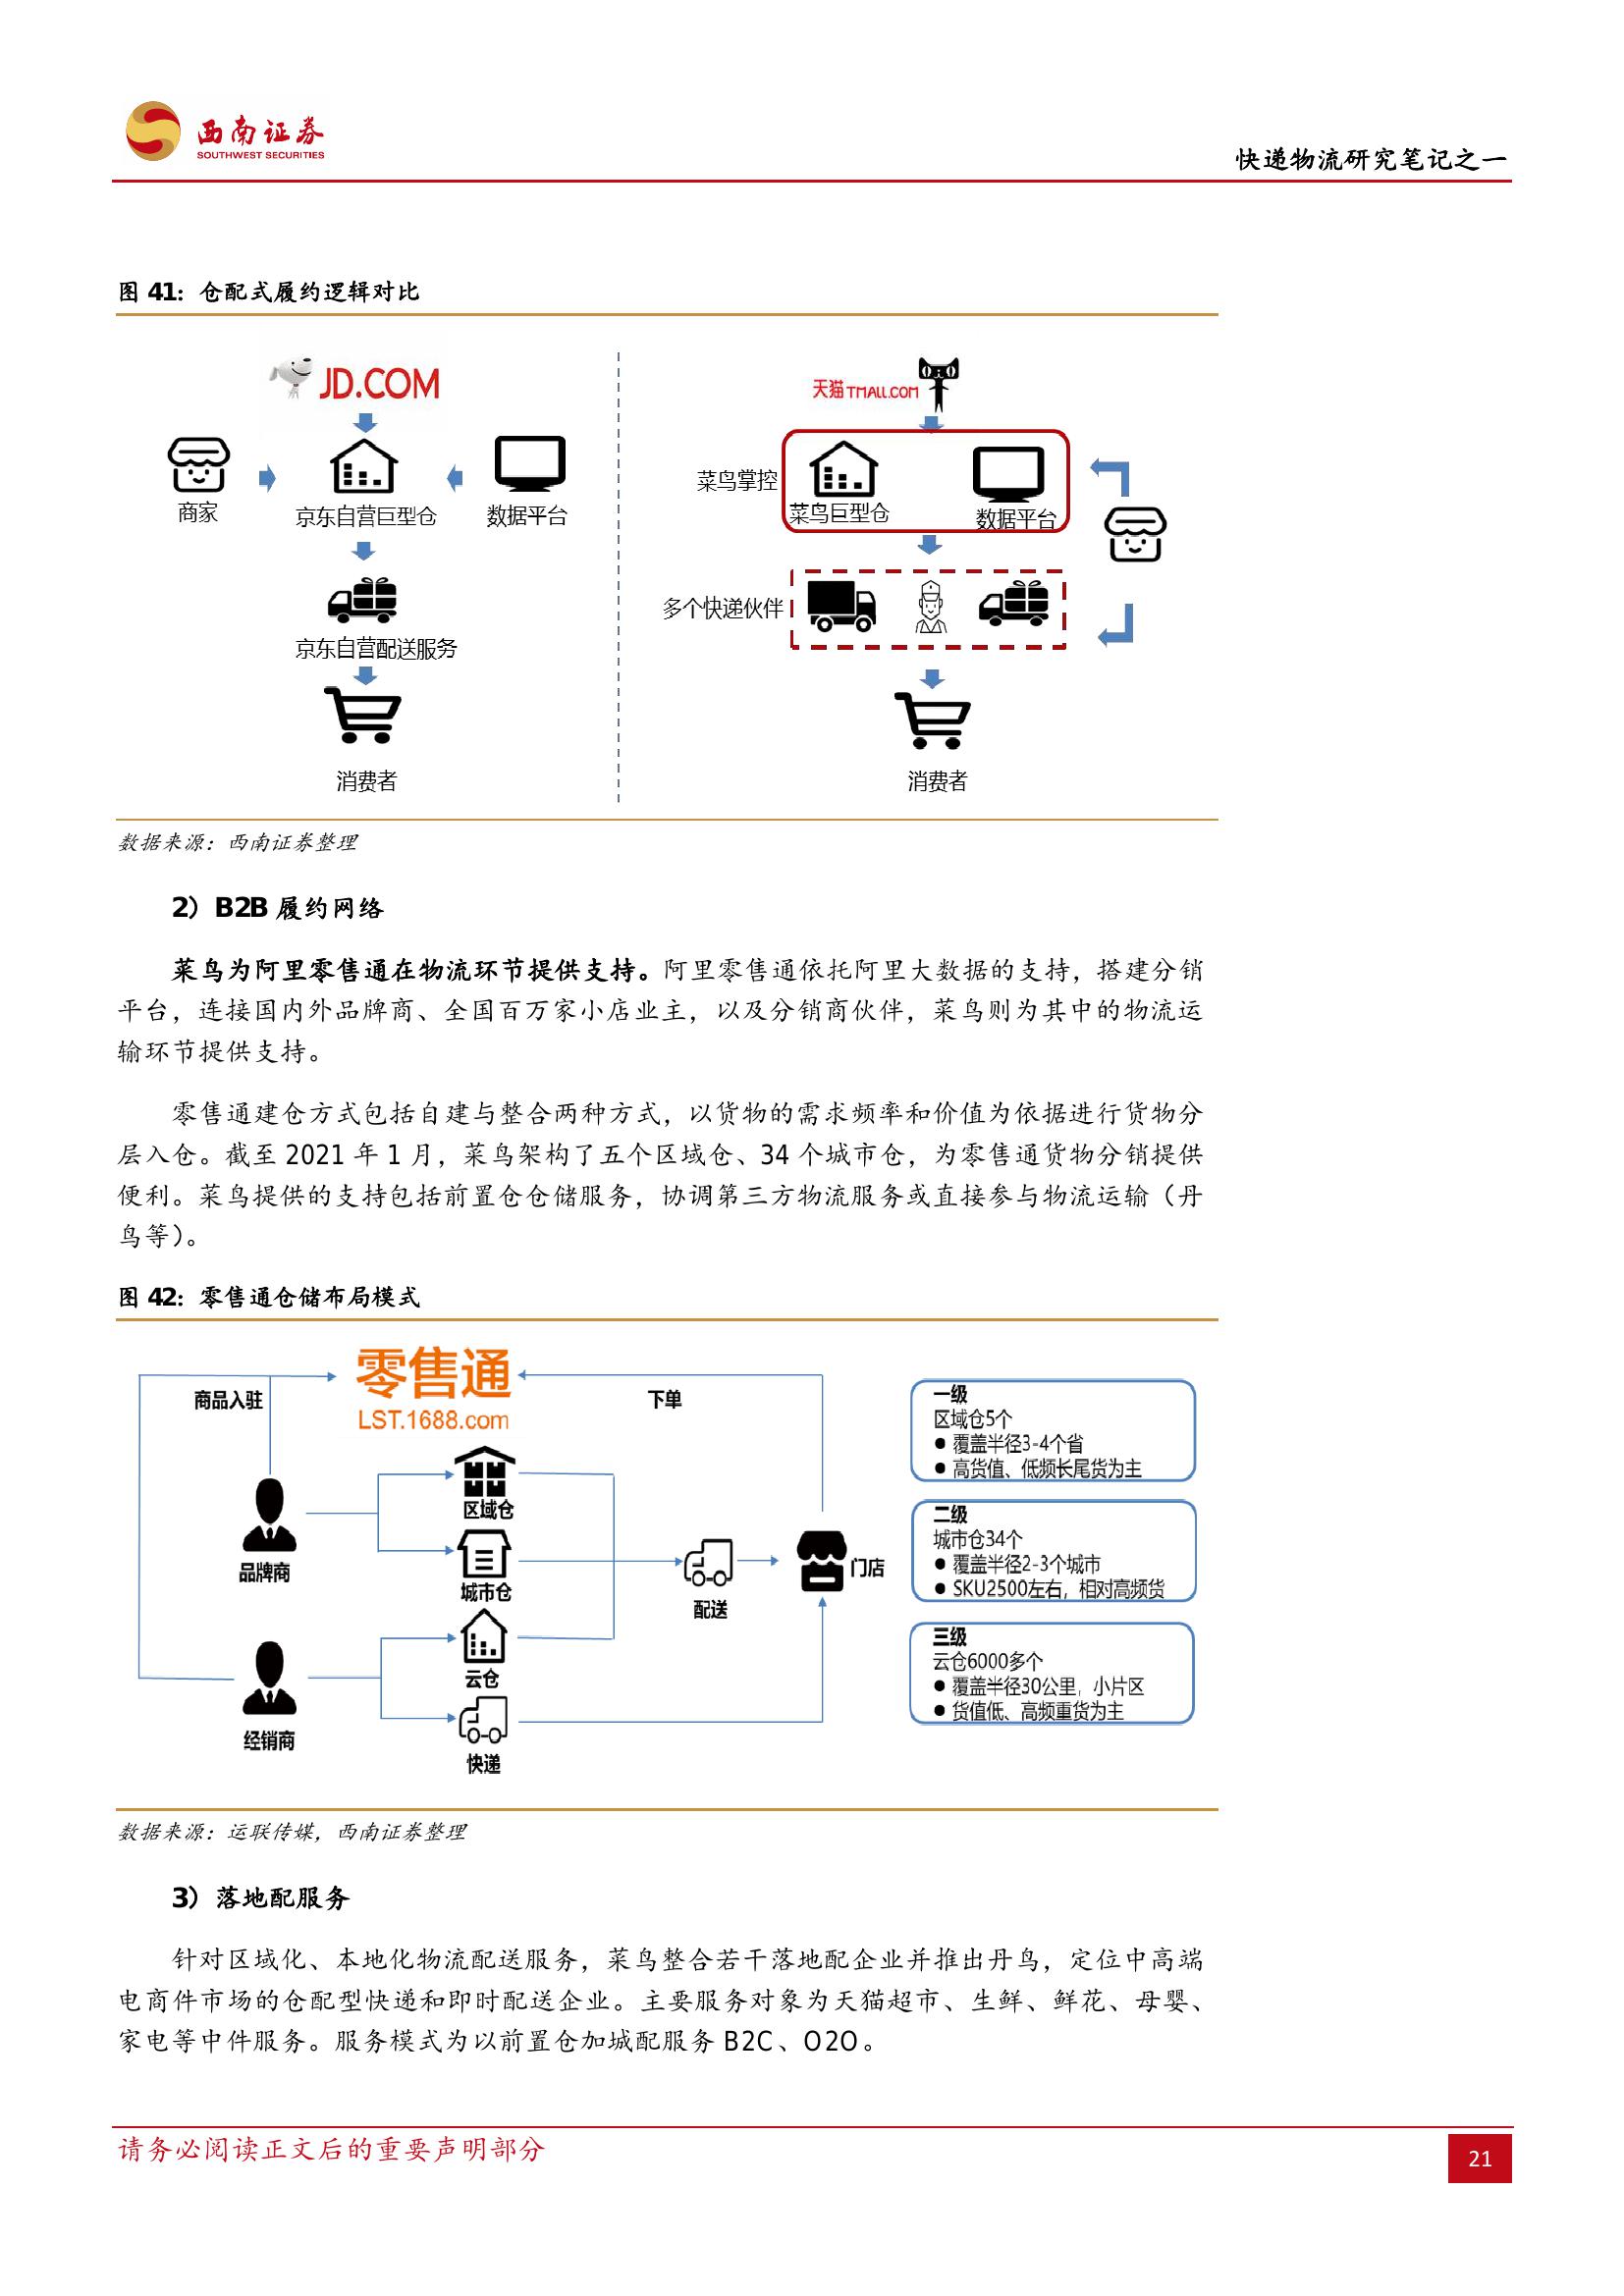 西南证券
SOUTHWEST SECURITIES
快递物流研究笔记之一
图 41：仓配式履约逻辑对比
JD.COM
商家
京东自营巨型仓
数据平台
京东自营配送服务
消费者
天猫TMALL.COM
菜鸟掌控
菜鸟巨型仓
数据平台
多个快递伙伴
消费者
数据来源：西南证券整理
2）B2B 履约网络
菜鸟为阿里零售通在物流环节提供支持。阿里零售通依托阿里大数据的支持，搭建分销
平台，连接国内外品牌商、全国百万家小店业主，以及分销商伙伴，菜鸟则为其中的物流运
输环节提供支持。
零售通建仓方式包括自建与整合两种方式，以货物的需求频率和价值为依据进行货物分
层入仓。截至 2021 年 1 月，菜鸟架构了五个区域仓、34 个城市仓，为零售通货物分销提供
便利。菜鸟提供的支持包括前置仓仓储服务，协调第三方物流服务或直接参与物流运输（丹
鸟等）。
图 42：零售通仓储布局模式
零售通
LST.1688.com
商品入驻
下单
品牌商
经销商
区域仓
城市仓
云仓
快递
配送
门店
一级
区域仓5个
● 覆盖半径3-4个省
● 高货值、低频长尾货为主
二级
城市仓34个
● 覆盖半径2-3个城市
● SKU2500左右，相对高频货
三级
云仓6000多个
● 覆盖半径30公里，小片区
● 货值低、高频重货为主
数据来源：运联传媒，西南证券整理
3）落地配服务
针对区域化、本地化物流配送服务，菜鸟整合若干落地配企业并推出丹鸟，定位中高端
电商件市场的仓配型快递和即时配送企业。主要服务对象为天猫超市、生鲜、鲜花、母婴、
家电等中件服务。服务模式为以前置仓加城配服务 B2C、O2O。
请务必阅读正文后的重要声明部分
21